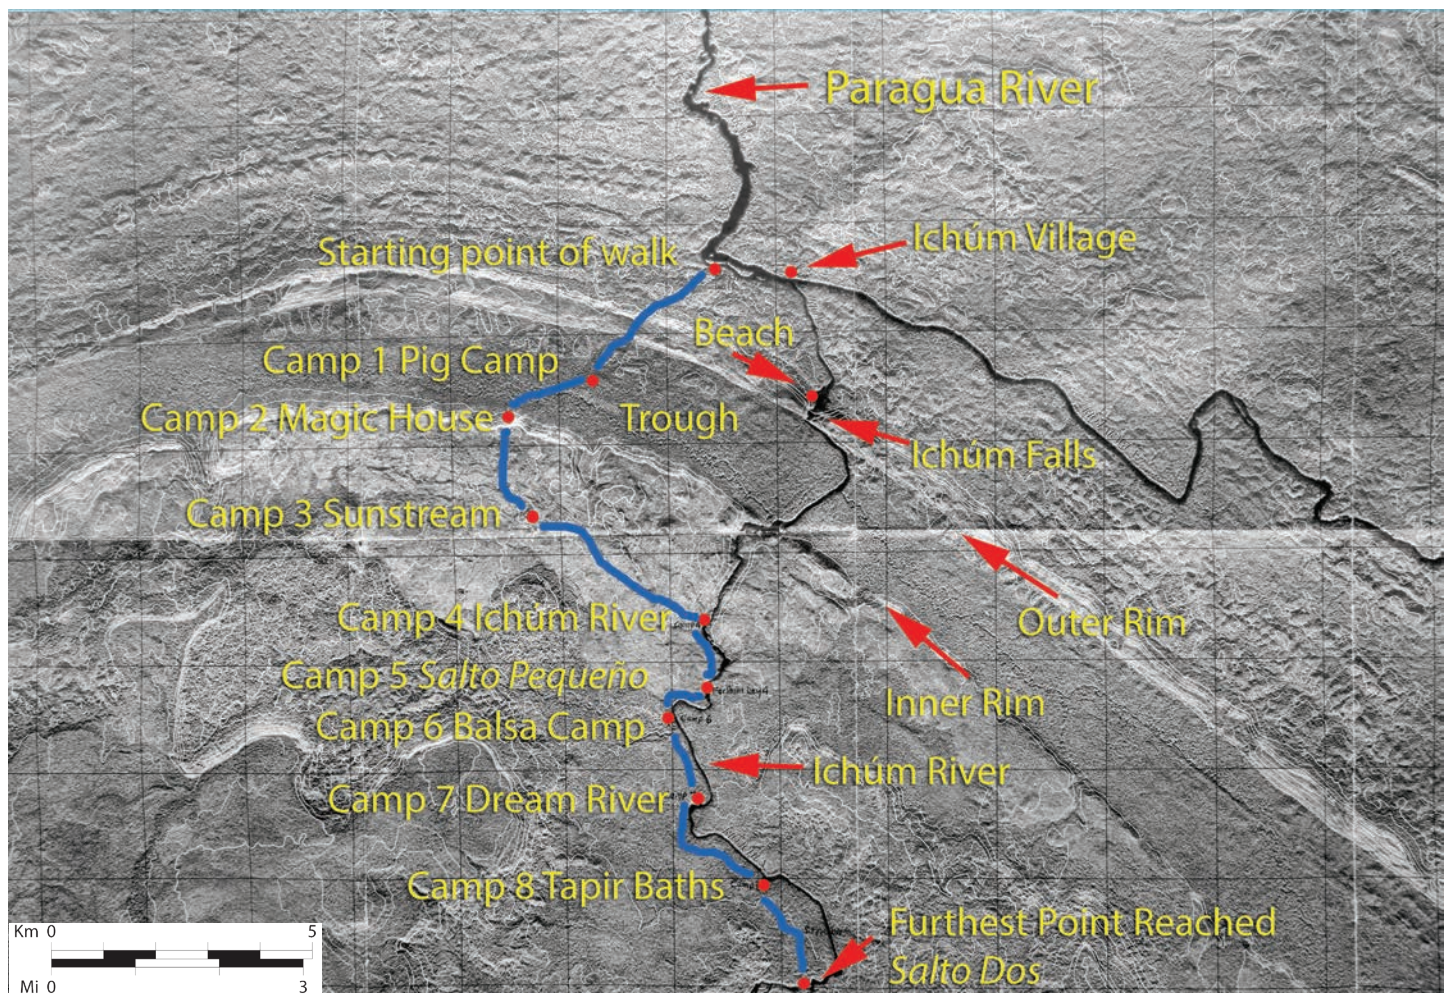 Paragua River
Ichúm Village
Starting point of walk
Beach
Camp 1 Pig Camp
Camp 2 Magic House
Trough
Ichúm Falls
Camp 3 Sunstream
Outer Rim
Camp 4 Ichúm River
Camp 5 Salto Pequeño
Inner Rim
Camp 6 Balsa Camp
Ichúm River
Camp 7 Dream River
Camp 8 Tapir Baths
Furthest Point Reached
Salto Dos
Km 0 5
Mi 0 3